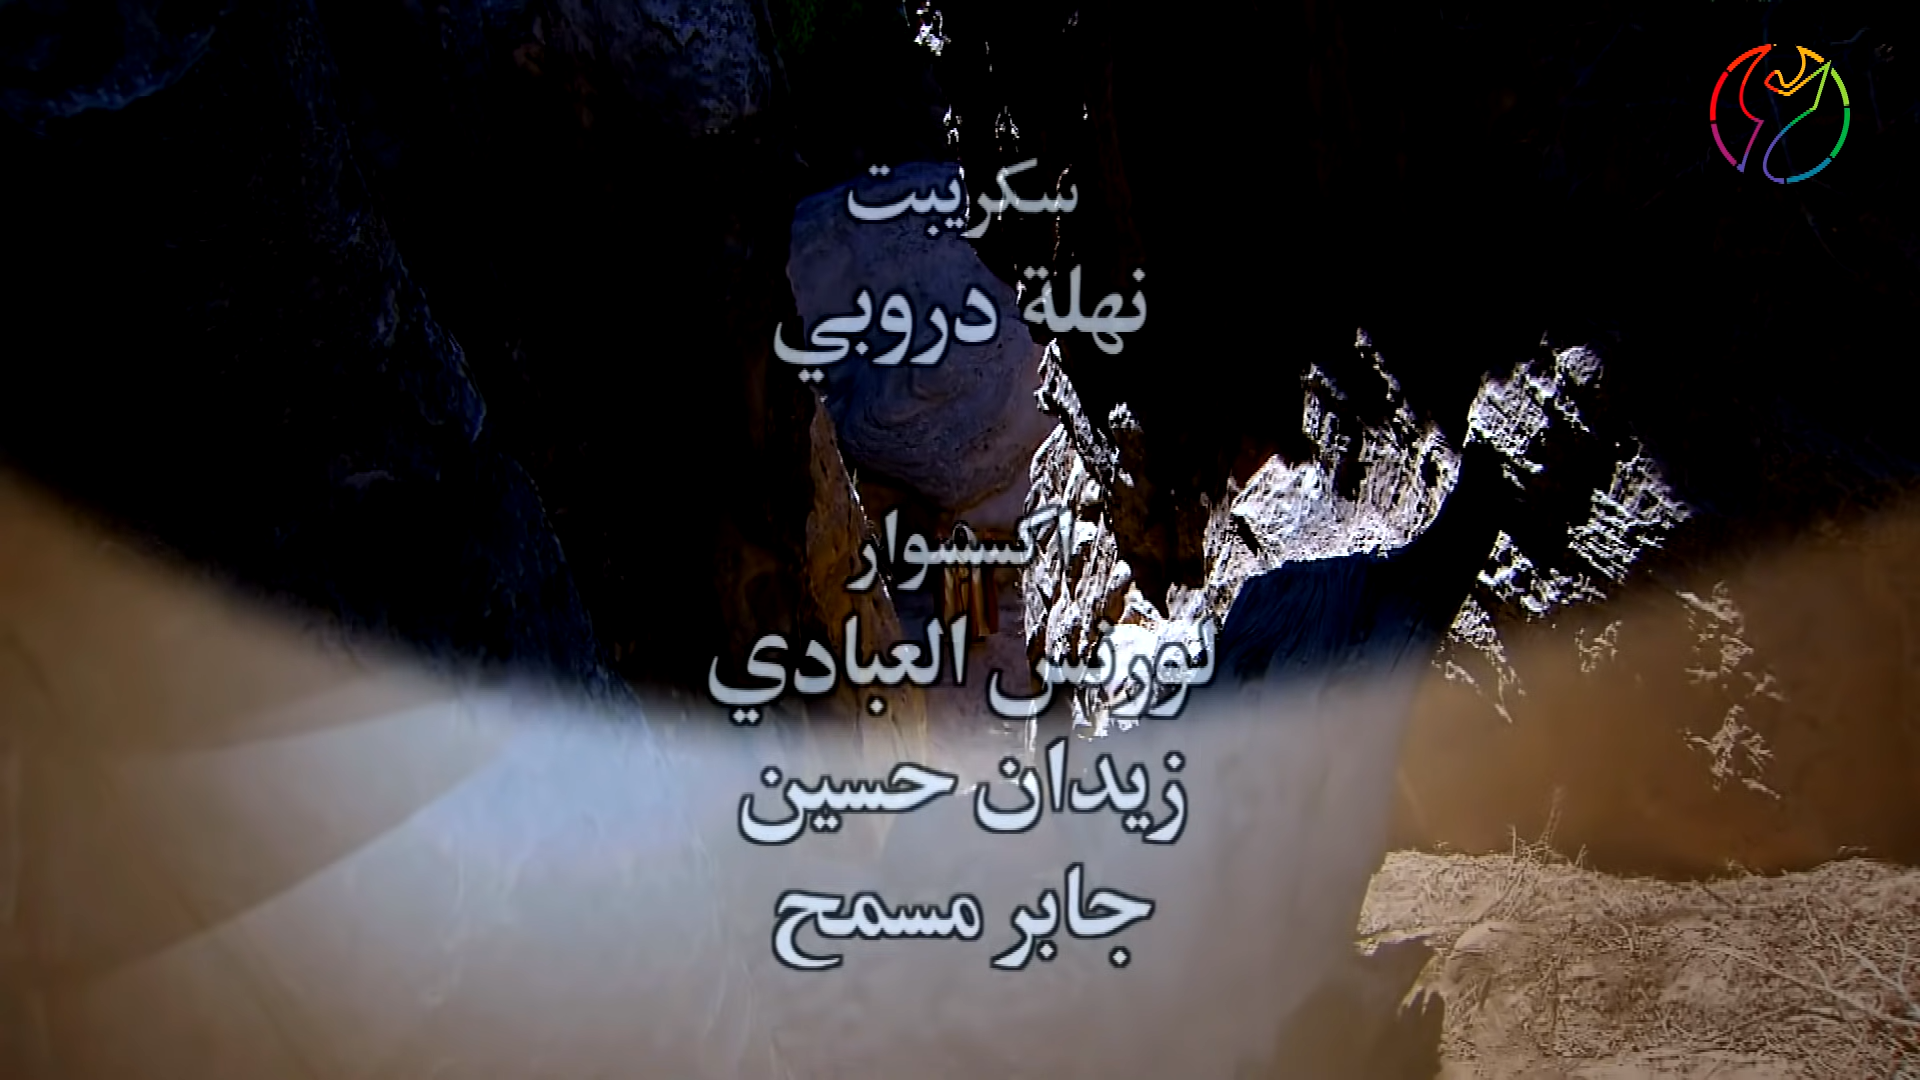 سكريبت
نهلة دروبي
اكسسوار
لورنس العبادي
زيدان حسين
جابر مسمح